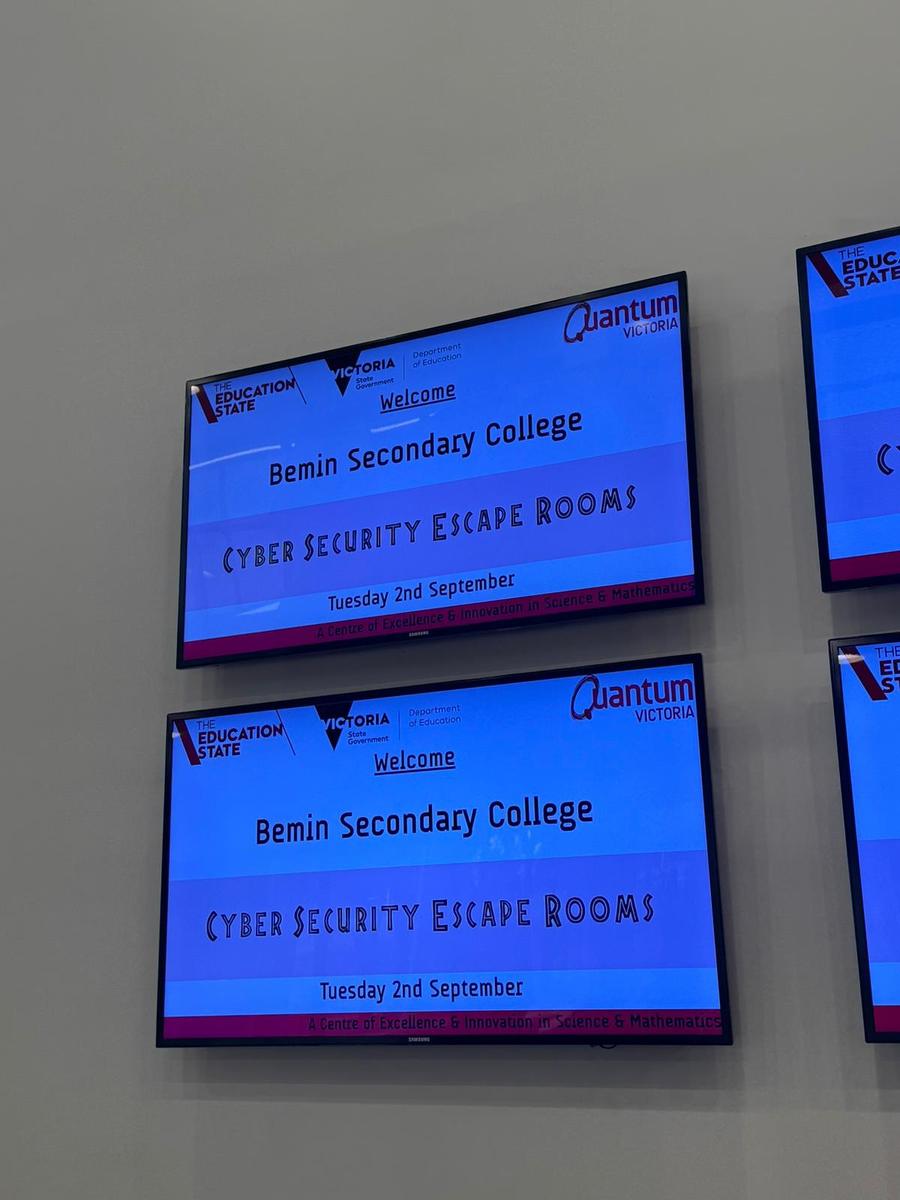 THE
EDUCATION
STATE
VICTORIA
State
Government
Department
of Education
Quantum
VICTORIA
Welcome
Bemin Secondary College
Cyber Security Escape Rooms
Tuesday 2nd September
A Centre of Excellence & Innovation in Science & Mathematics
SAMSUNG
THE
EDUCA
STATE
C
THE
EDUCATION
STATE
VICTORIA
State
Government
Department
of Education
Quantum
VICTORIA
Welcome
Bemin Secondary College
Cyber Security Escape Rooms
Tuesday 2nd September
A Centre of Excellence & Innovation in Science & Mathematics
SAMSUNG
THE
ED
ST